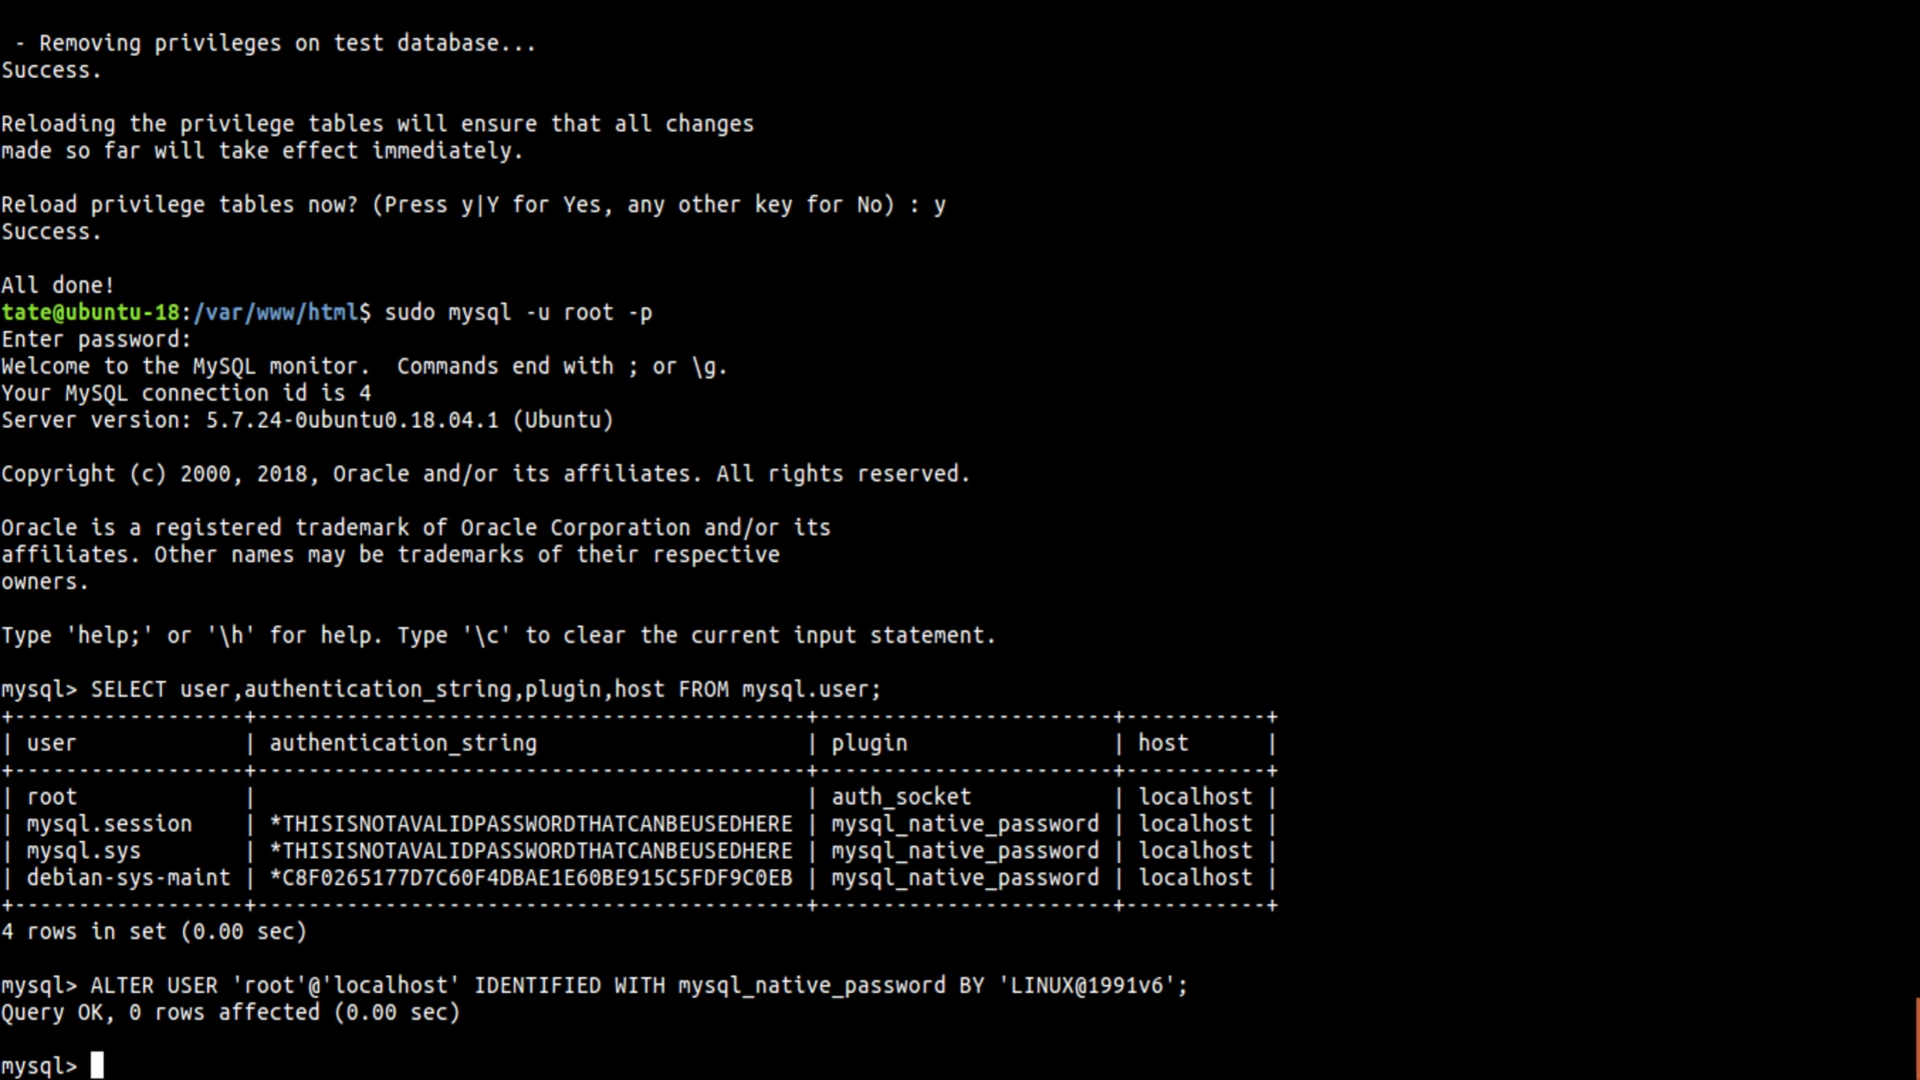 - Removing privileges on test database...
Success.
Reloading the privilege tables will ensure that all changes
made so far will take effect immediately.
Reload privilege tables now? (Press y|Y for Yes, any other key for No) : y
Success.
All done!
tate@ubuntu-18:/var/www/html$ sudo mysql -u root -p
Enter password:
Welcome to the MySQL monitor.  Commands end with ; or \g.
Your MySQL connection id is 4
Server version: 5.7.24-0ubuntu0.18.04.1 (Ubuntu)
Copyright (c) 2000, 2018, Oracle and/or its affiliates. All rights reserved.
Oracle is a registered trademark of Oracle Corporation and/or its
affiliates. Other names may be trademarks of their respective
owners.
Type 'help;' or '\h' for help. Type '\c' to clear the current input statement.
mysql> SELECT user,authentication_string,plugin,host FROM mysql.user;
+------------------+-------------------------------------------+-----------------------+-----------+
| user             | authentication_string                     | plugin                | host      |
+------------------+-------------------------------------------+-----------------------+-----------+
| root             |                                           | auth_socket           | localhost |
| mysql.session    | *THISISNOTAVALIDPASSWORDTHATCANBEUSEDHERE | mysql_native_password | localhost |
| mysql.sys        | *THISISNOTAVALIDPASSWORDTHATCANBEUSEDHERE | mysql_native_password | localhost |
| debian-sys-maint | *C8F0265177D7C60F4DBAE1E60BE915C5FDF9C0EB | mysql_native_password | localhost |
+------------------+-------------------------------------------+-----------------------+-----------+
4 rows in set (0.00 sec)
mysql> ALTER USER 'root'@'localhost' IDENTIFIED WITH mysql_native_password BY 'LINUX@1991v6';
Query OK, 0 rows affected (0.00 sec)
mysql>